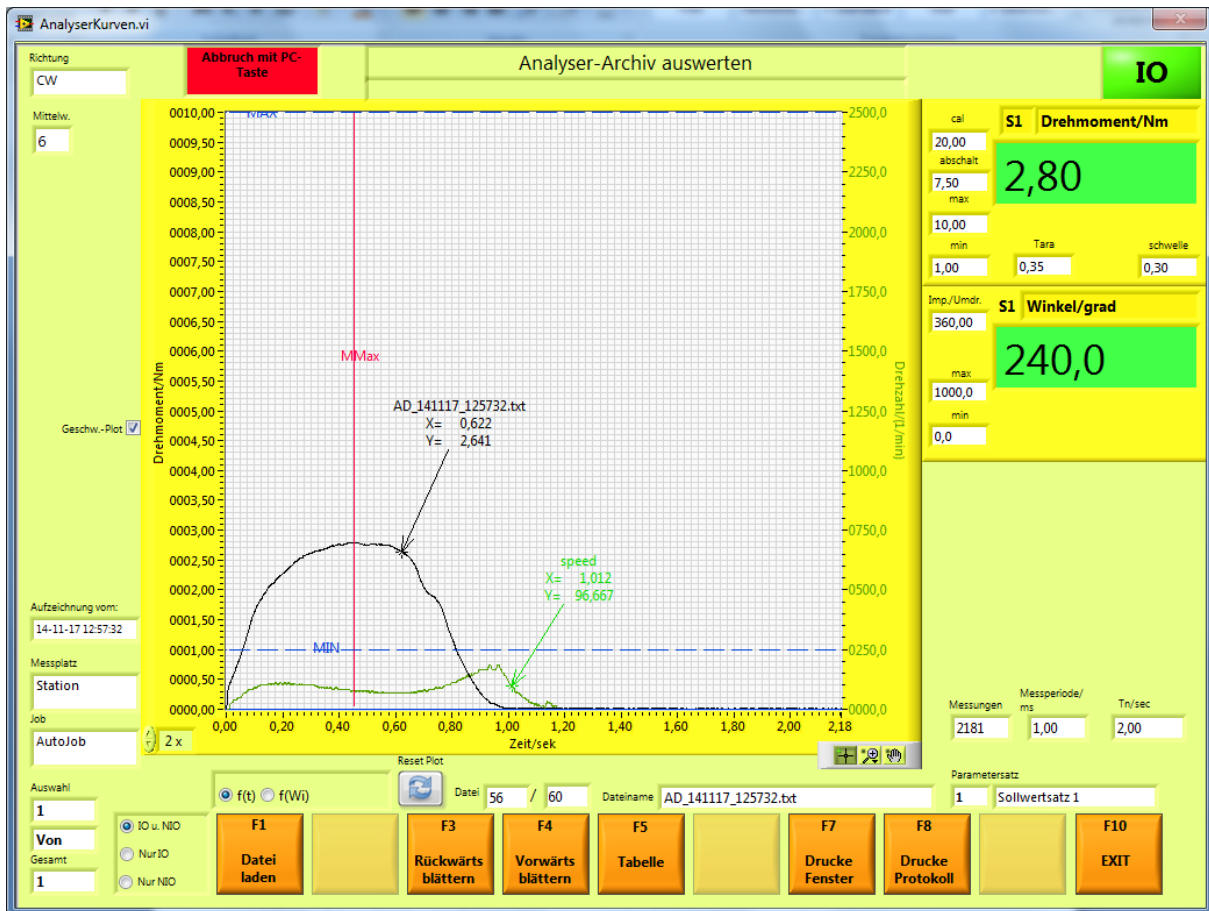 AnalyserKurven.vi
x
Richtung
CW
Abbruch mit PC-
Taste
Analyser-Archiv auswerten
IO
Mittelw.
6
Geschw.-Plot
Aufzeichnung vom:
14-11-17 12:57:32
Messplatz
Station
Job
AutoJob
Drehmoment/Nm
0010,00
0009,50
0009,00
0008,50
0008,00
0007,50
0007,00
0006,50
0006,00
0005,50
0005,00
0004,50
0004,00
0003,50
0003,00
0002,50
0002,00
0001,50
0001,00
0000,50
0000,00
MAX
MMax
AD_141117_125732.txt
X= 0,622
Y= 2,641
speed
X= 1,012
Y= 96,667
MIN
2500,0
2250,0
2000,0
1750,0
1500,0
1250,0
1000,0
0750,0
0500,0
0250,0
0000,0
Drehzahl/(1/min)
0,00 0,20 0,40 0,60 0,80 1,00 1,20 1,40 1,60 1,80 2,00 2,18
Zeit/sek
2 x
cal
20,00
abschalt
7,50
max
10,00
min
1,00
S1 Drehmoment/Nm
2,80
Tara
0,35
schwelle
0,30
Imp./Umdr.
360,00
max
1000,0
min
0,0
S1 Winkel/grad
240,0
Messungen
2181
Messperiode/
ms
1,00
Tn/sec
2,00
Parametersatz
1 Sollwertsatz 1
Reset Plot
f(t) f(Wi)
Datei 56 / 60
Dateiname AD_141117_125732.txt
Auswahl
1
Von
Gesamt
1
IO u. NIO
Nur IO
Nur NIO
F1
Datei
laden
F3
Rückwärts
blättern
F4
Vorwärts
blättern
F5
Tabelle
F7
Drucke
Fenster
F8
Drucke
Protokoll
F10
EXIT